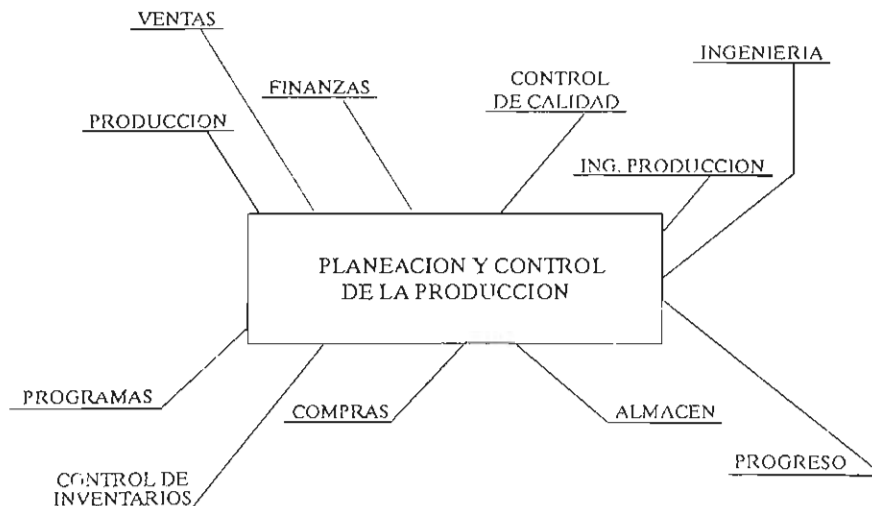 VENTAS
INGENIERIA
FINANZAS
CONTROL
DE CALIDAD
PRODUCCION
ING. PRODUCCION
PLANEACION Y CONTROL
DE LA PRODUCCION
PROGRAMAS
COMPRAS
ALMACEN
PROGRESO
CONTROL DE
INVENTARIOS